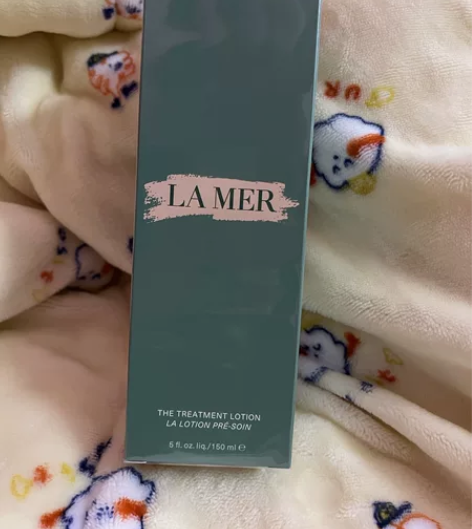 LA MER
THE TREATMENT LOTION
LA LOTION PRÉ-SOIN
5 fl. oz. liq./150 ml ℮